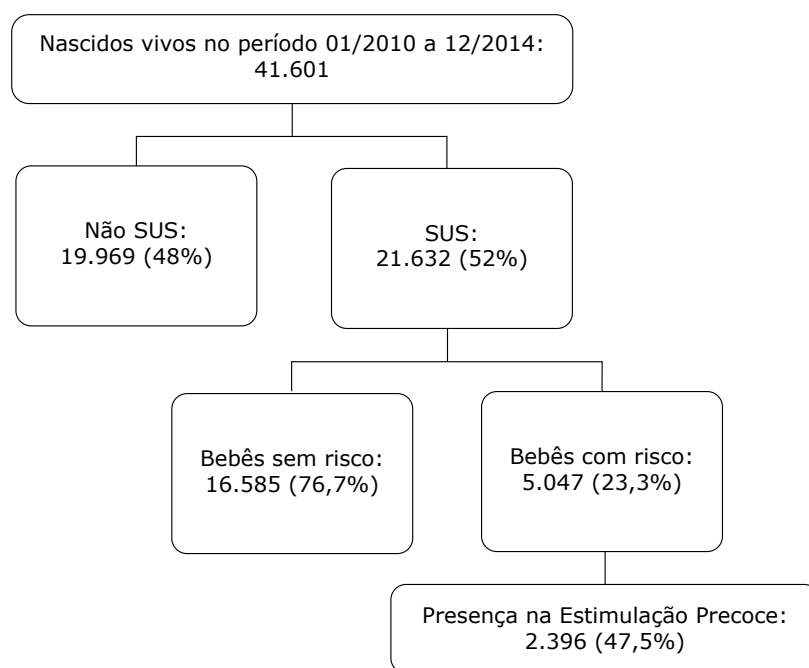 Nascidos vivos no período 01/2010 a 12/2014:
41.601
Não SUS:
19.969 (48%)
SUS:
21.632 (52%)
Bebês sem risco:
16.585 (76,7%)
Bebês com risco:
5.047 (23,3%)
Presença na Estimulação Precoce:
2.396 (47,5%)